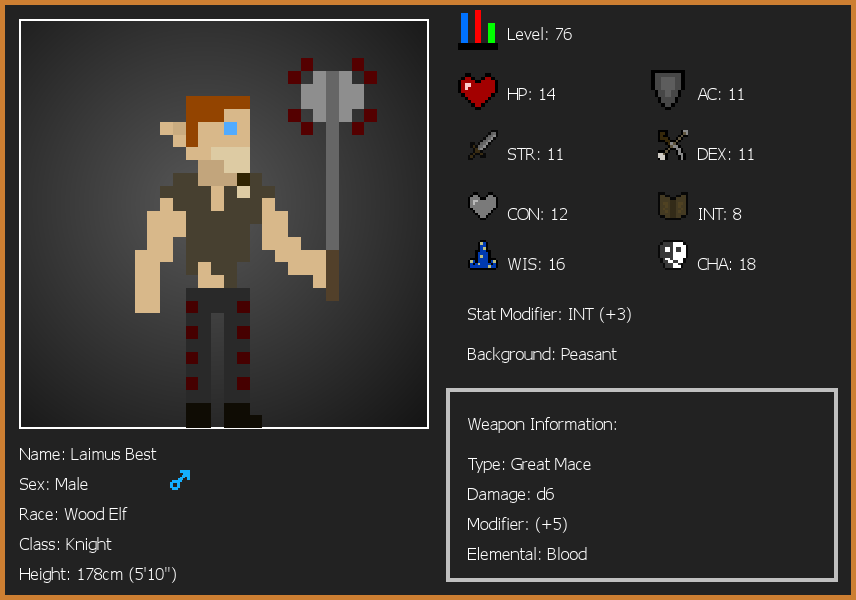 Level: 76
HP: 14
AC: 11
STR: 11
DEX: 11
CON: 12
INT: 8
WIS: 16
CHA: 18
Stat Modifier: INT (+3)
Background: Peasant
Weapon Information:
Type: Great Mace
Damage: d6
Modifier: (+5)
Elemental: Blood
Name: Laimus Best
Sex: Male
Race: Wood Elf
Class: Knight
Height: 178cm (5'10")